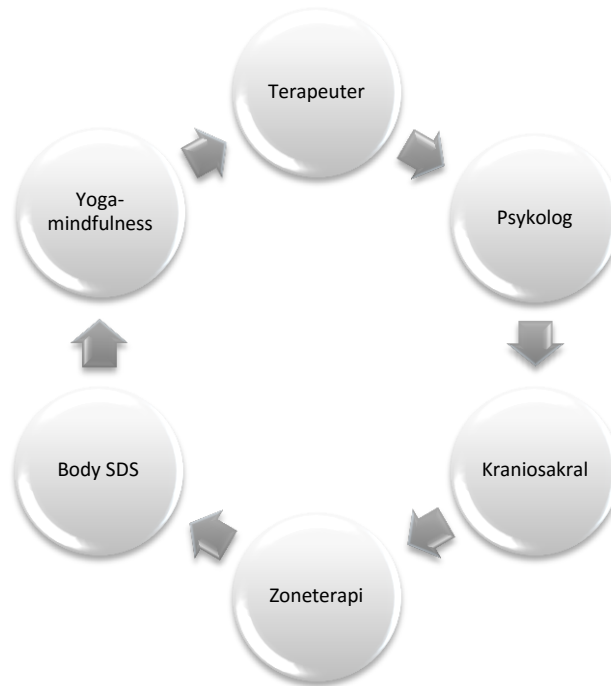 Terapeuter
Psykolog
Kraniosakral
Zoneterapi
Body SDS
Yoga-
mindfulness